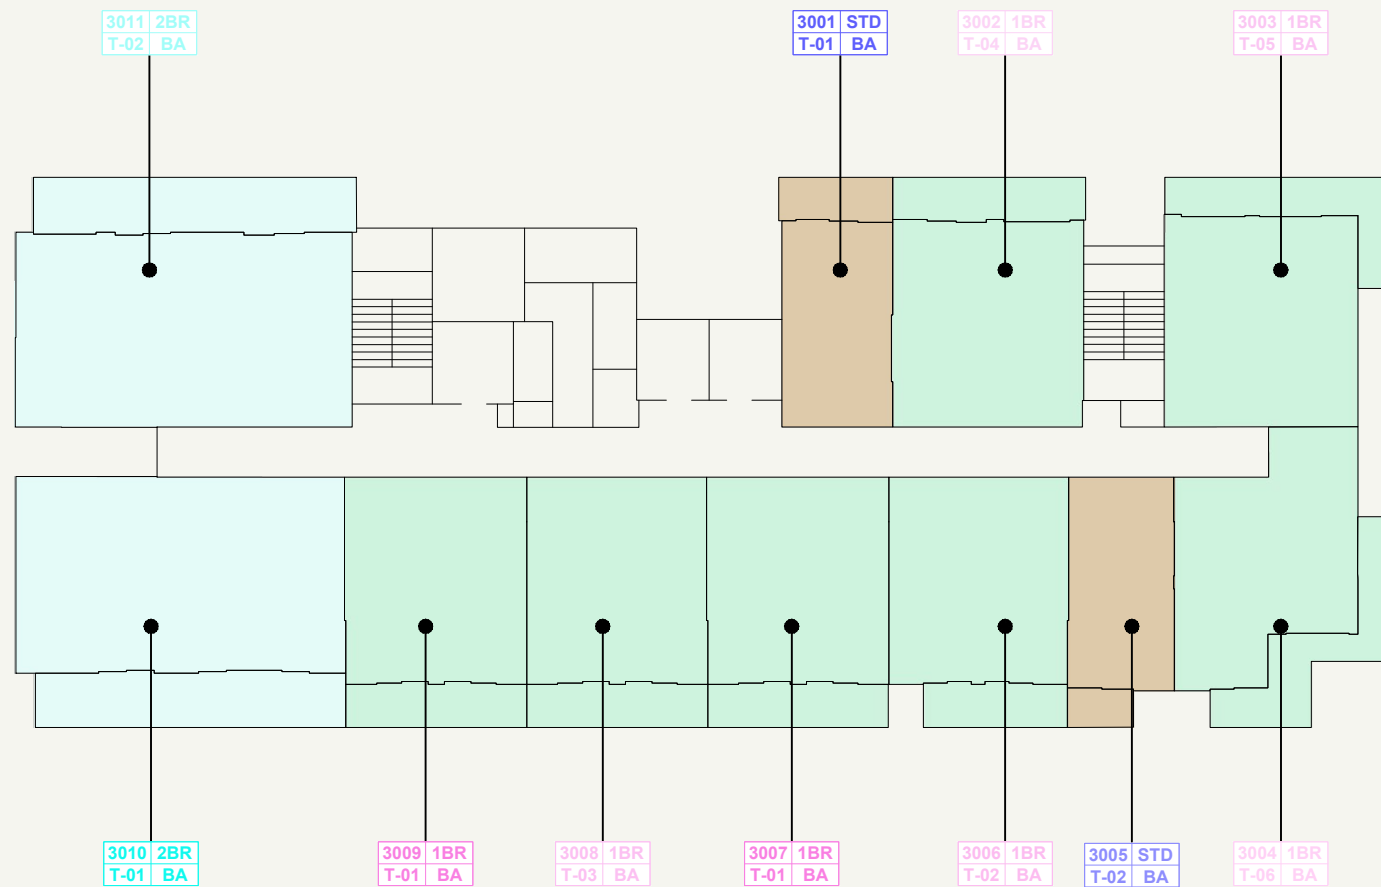 3011 2BR
T-02 BA
3001 STD
T-01 BA
3002 1BR
T-04 BA
3003 1BR
T-05 BA
3010 2BR
T-01 BA
3009 1BR
T-01 BA
3008 1BR
T-03 BA
3007 1BR
T-01 BA
3006 1BR
T-02 BA
3005 STD
T-02 BA
3004 1BR
T-06 BA